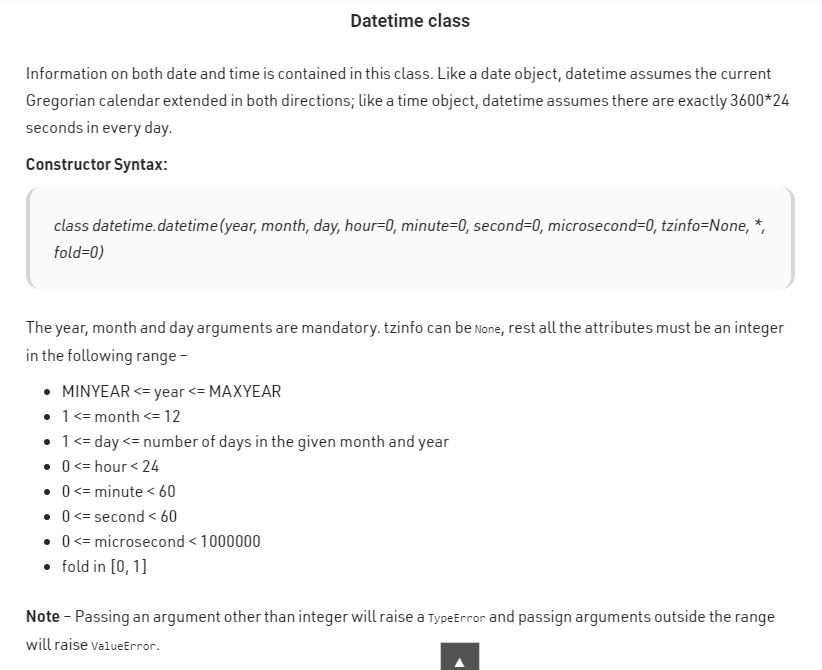 Datetime class
Information on both date and time is contained in this class. Like a date object, datetime assumes the current
Gregorian calendar extended in both directions; like a time object, datetime assumes there are exactly 3600*24
seconds in every day.
Constructor Syntax:
class datetime.datetime(year, month, day, hour=0, minute=0, second=0, microsecond=0, tzinfo=None, *,
fold=0)
The year, month and day arguments are mandatory. tzinfo can be None, rest all the attributes must be an integer
in the following range –
• MINYEAR <= year <= MAXYEAR
• 1 <= month <= 12
• 1 <= day <= number of days in the given month and year
• 0 <= hour < 24
• 0 <= minute < 60
• 0 <= second < 60
• 0 <= microsecond < 1000000
• fold in [0, 1]
Note – Passing an argument other than integer will raise a TypeError and passign arguments outside the range
will raise ValueError.